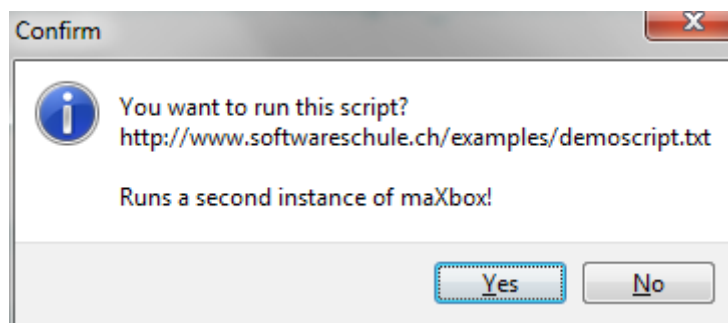 Confirm
You want to run this script?
http://www.softwareschule.ch/examples/demoscript.txt
Runs a second instance of maXbox!
Yes No